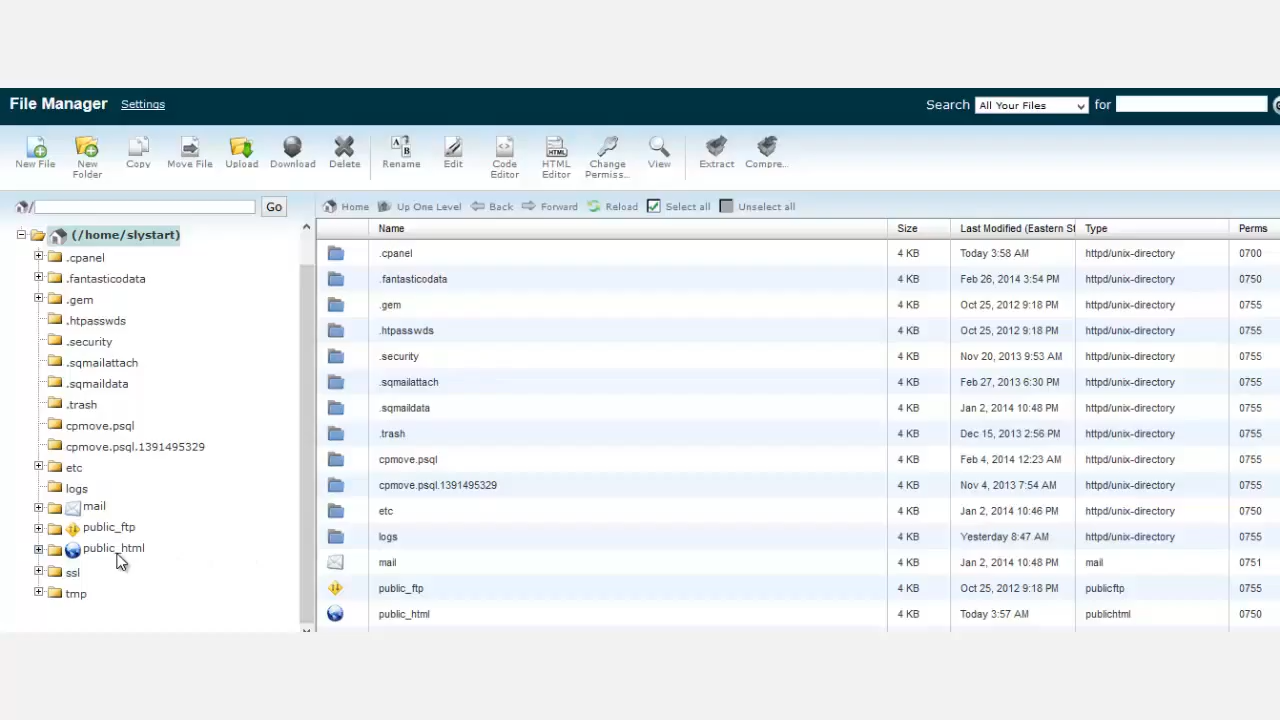 File Manager Settings Search All Your Files for
New File New Folder Copy Move File Upload Download Delete Rename Edit Code Editor HTML Editor Change Permiss... View Extract Compre...
/ Go Home Up One Level Back Forward Reload Select all Unselect all
(/home/slystart)
.cpanel
.fantasticodata
.gem
.htpasswds
.security
.sqmailattach
.sqmaildata
.trash
cpmove.psql
cpmove.psql.1391495329
etc
logs
mail
public_ftp
public_html
ssl
tmp
Name Size Last Modified (Eastern St Type Perms
.cpanel 4 KB Today 3:58 AM httpd/unix-directory 0700
.fantasticodata 4 KB Feb 26, 2014 3:54 PM httpd/unix-directory 0750
.gem 4 KB Oct 25, 2012 9:18 PM httpd/unix-directory 0755
.htpasswds 4 KB Oct 25, 2012 9:18 PM httpd/unix-directory 0755
.security 4 KB Nov 20, 2013 9:53 AM httpd/unix-directory 0755
.sqmailattach 4 KB Feb 27, 2013 6:30 PM httpd/unix-directory 0755
.sqmaildata 4 KB Jan 2, 2014 10:48 PM httpd/unix-directory 0755
.trash 4 KB Dec 15, 2013 2:56 PM httpd/unix-directory 0755
cpmove.psql 4 KB Feb 4, 2014 12:23 AM httpd/unix-directory 0755
cpmove.psql.1391495329 4 KB Nov 4, 2013 7:54 AM httpd/unix-directory 0755
etc 4 KB Jan 2, 2014 10:46 PM httpd/unix-directory 0750
logs 4 KB Yesterday 8:47 AM httpd/unix-directory 0755
mail 4 KB Jan 2, 2014 10:48 PM mail 0751
public_ftp 4 KB Oct 25, 2012 9:18 PM publicftp 0755
public_html 4 KB Today 3:57 AM publichtml 0750